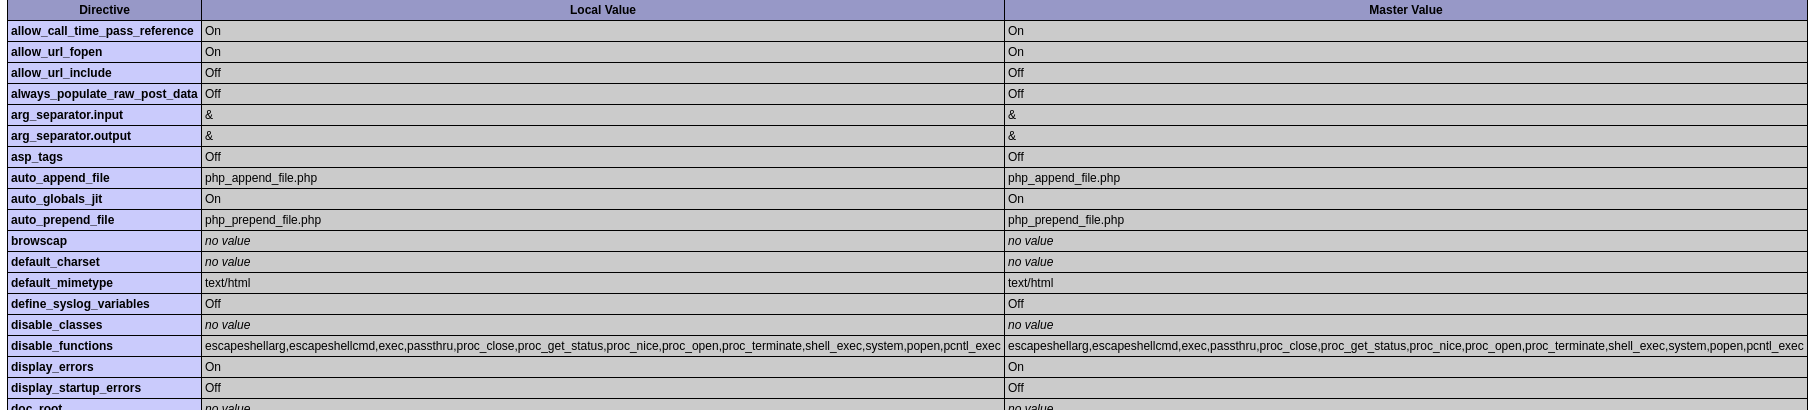 Directive Local Value Master Value
allow_call_time_pass_reference On On
allow_url_fopen On On
allow_url_include Off Off
always_populate_raw_post_data Off Off
arg_separator.input & &
arg_separator.output & &
asp_tags Off Off
auto_append_file php_append_file.php php_append_file.php
auto_globals_jit On On
auto_prepend_file php_prepend_file.php php_prepend_file.php
browscap no value no value
default_charset no value no value
default_mimetype text/html text/html
define_syslog_variables Off Off
disable_classes no value no value
disable_functions escapeshellarg,escapeshellcmd,exec,passthru,proc_close,proc_get_status,proc_nice,proc_open,proc_terminate,shell_exec,system,popen,pcntl_exec escapeshellarg,escapeshellcmd,exec,passthru,proc_close,proc_get_status,proc_nice,proc_open,proc_terminate,shell_exec,system,popen,pcntl_exec
display_errors On On
display_startup_errors Off Off
doc_root no value no value